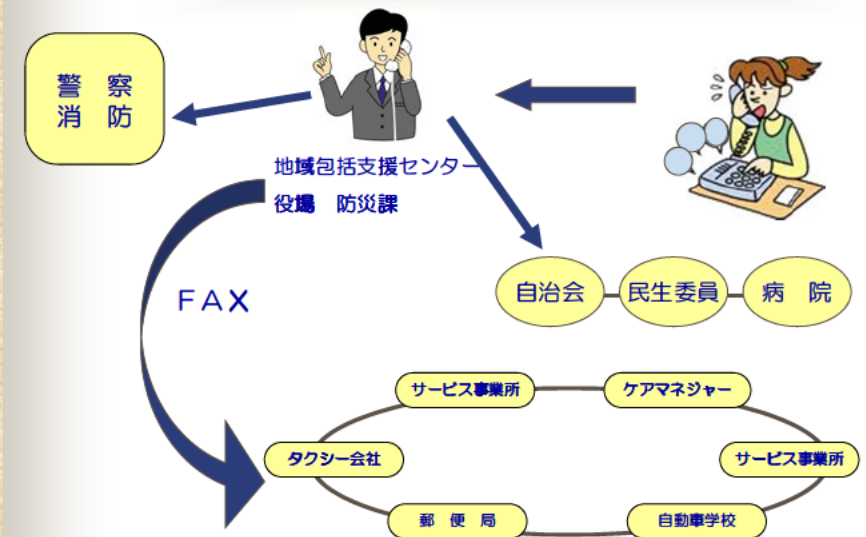 警　察
消　防
地域包括支援センター
役場　防災課
ＦＡＸ
自治会
民生委員
病　院
サービス事業所
ケアマネジャー
タクシー会社
サービス事業所
郵　便　局
自動車学校